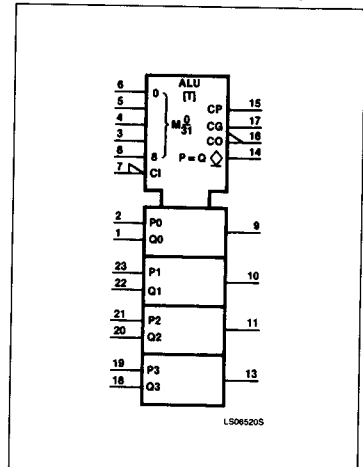 ALU
[T]
6 0
5
4
3
8 8
7 CI
M 0
31
CP 15
CG 17
CO 16
P = Q 14
2 P0
1 Q0
9
23 P1
22 Q1
10
21 P2
20 Q2
11
19 P3
18 Q3
13
LS06520S